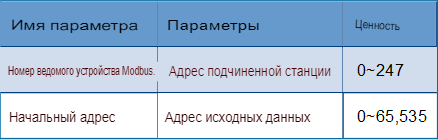 Имя параметра Параметры Ценность
Номер ведомого устройства Modbus. Адрес подчиненной станции 0~247
Начальный адрес Адрес исходных данных 0~65,535